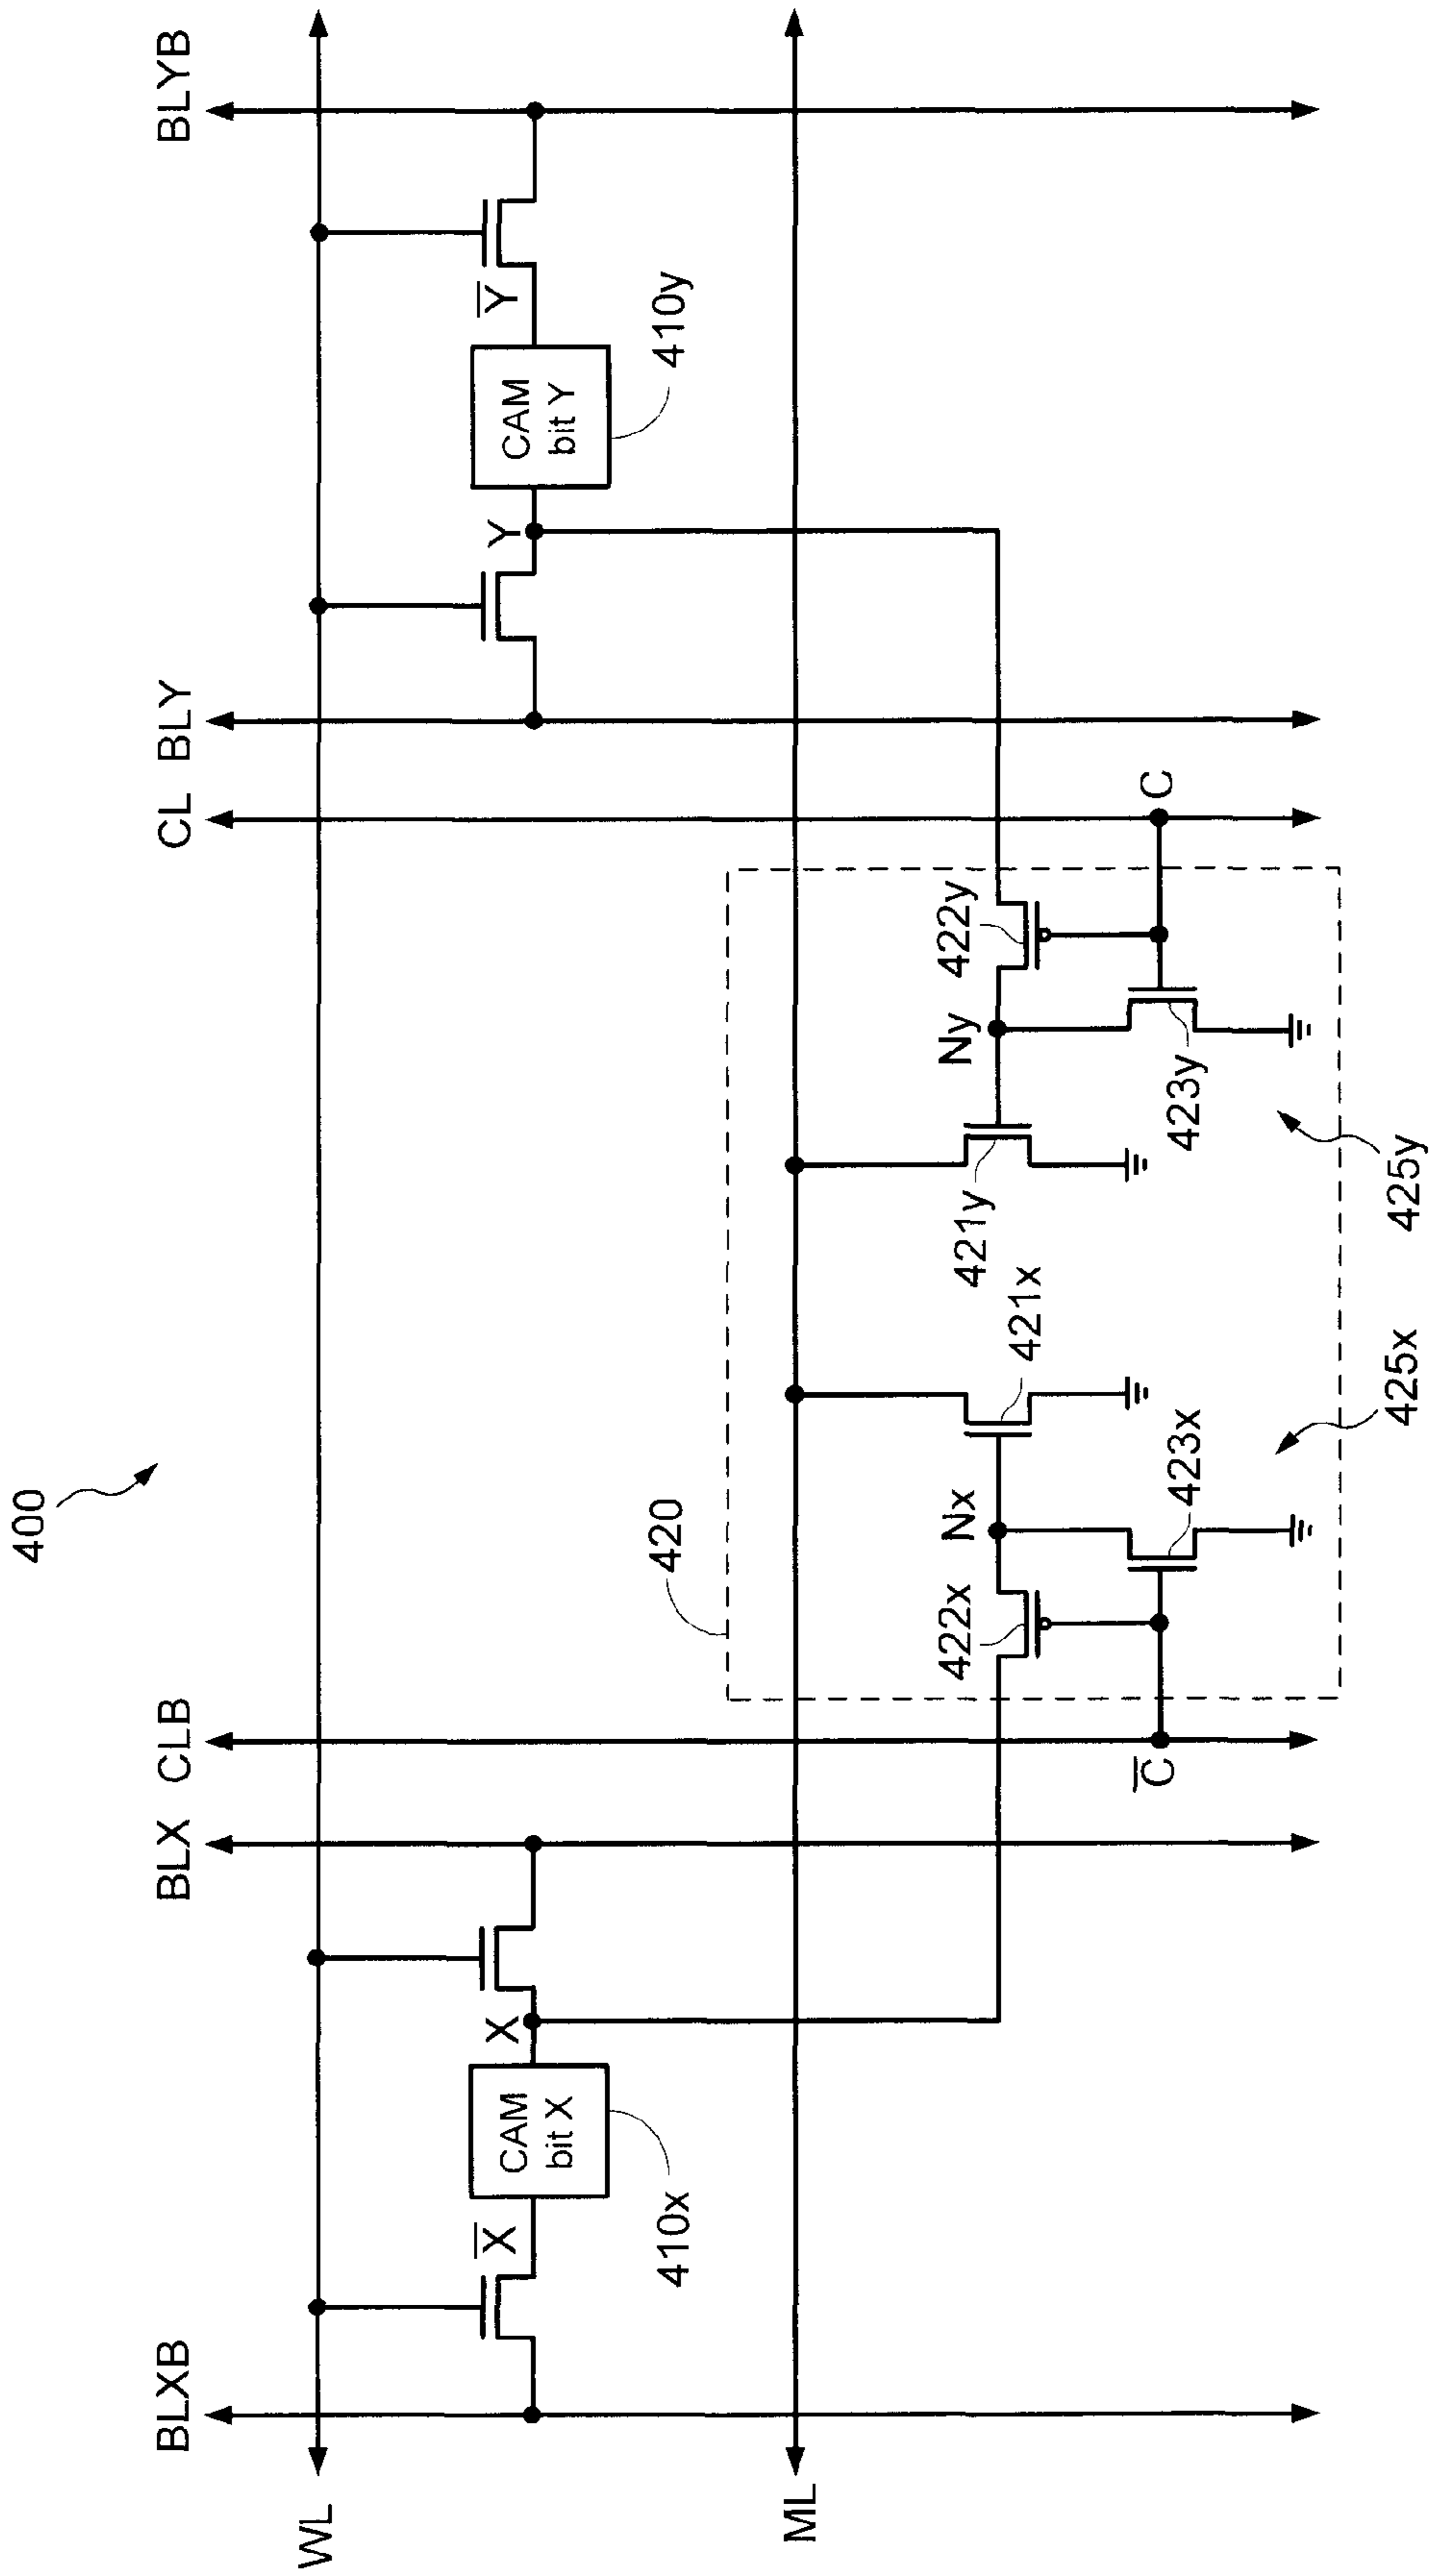 400
BLXB
BLX
CLB
CL
BLY
BLYB
WL
X̅
CAM
bit X
X
Y
CAM
bit Y
Y̅
410x
410y
ML
420
422x
Nx
421x
421y
Ny
422y
C̅
423x
423y
C
425x
425y